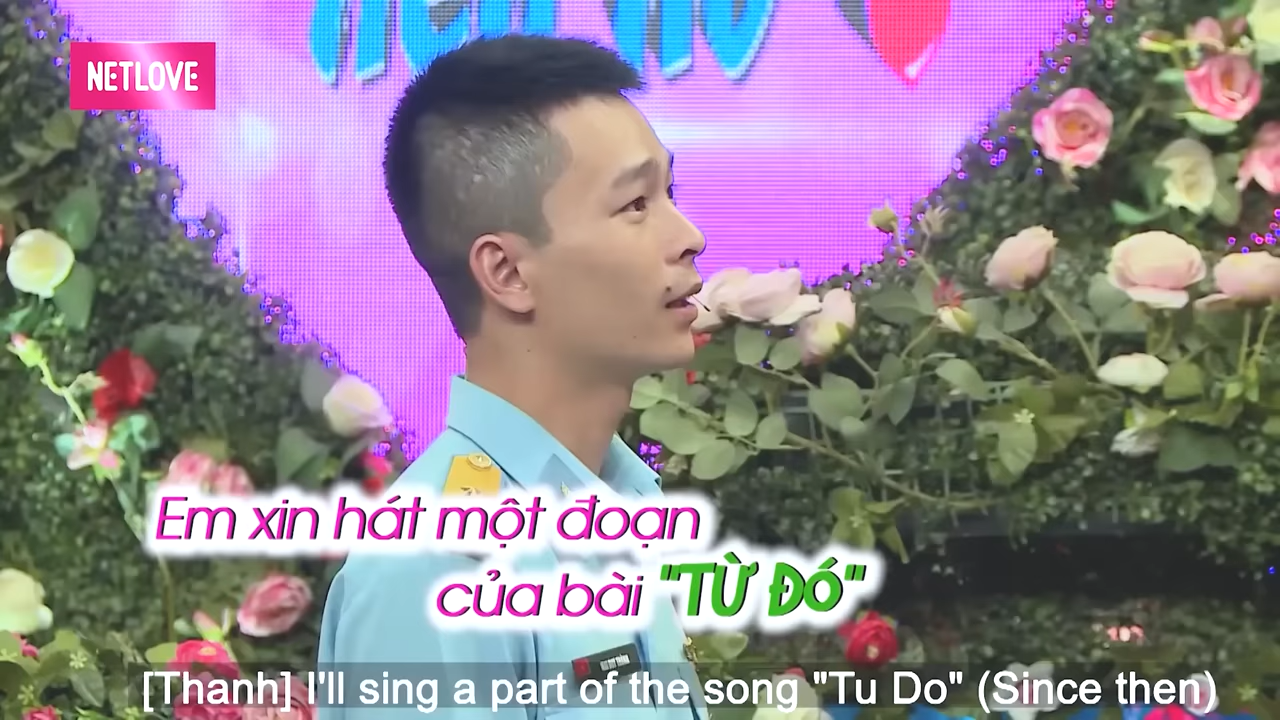 NETLOVE
Em xin hát một đoạn
của bài "TỪ ĐÓ"
[Thanh] I'll sing a part of the song "Tu Do" (Since then)